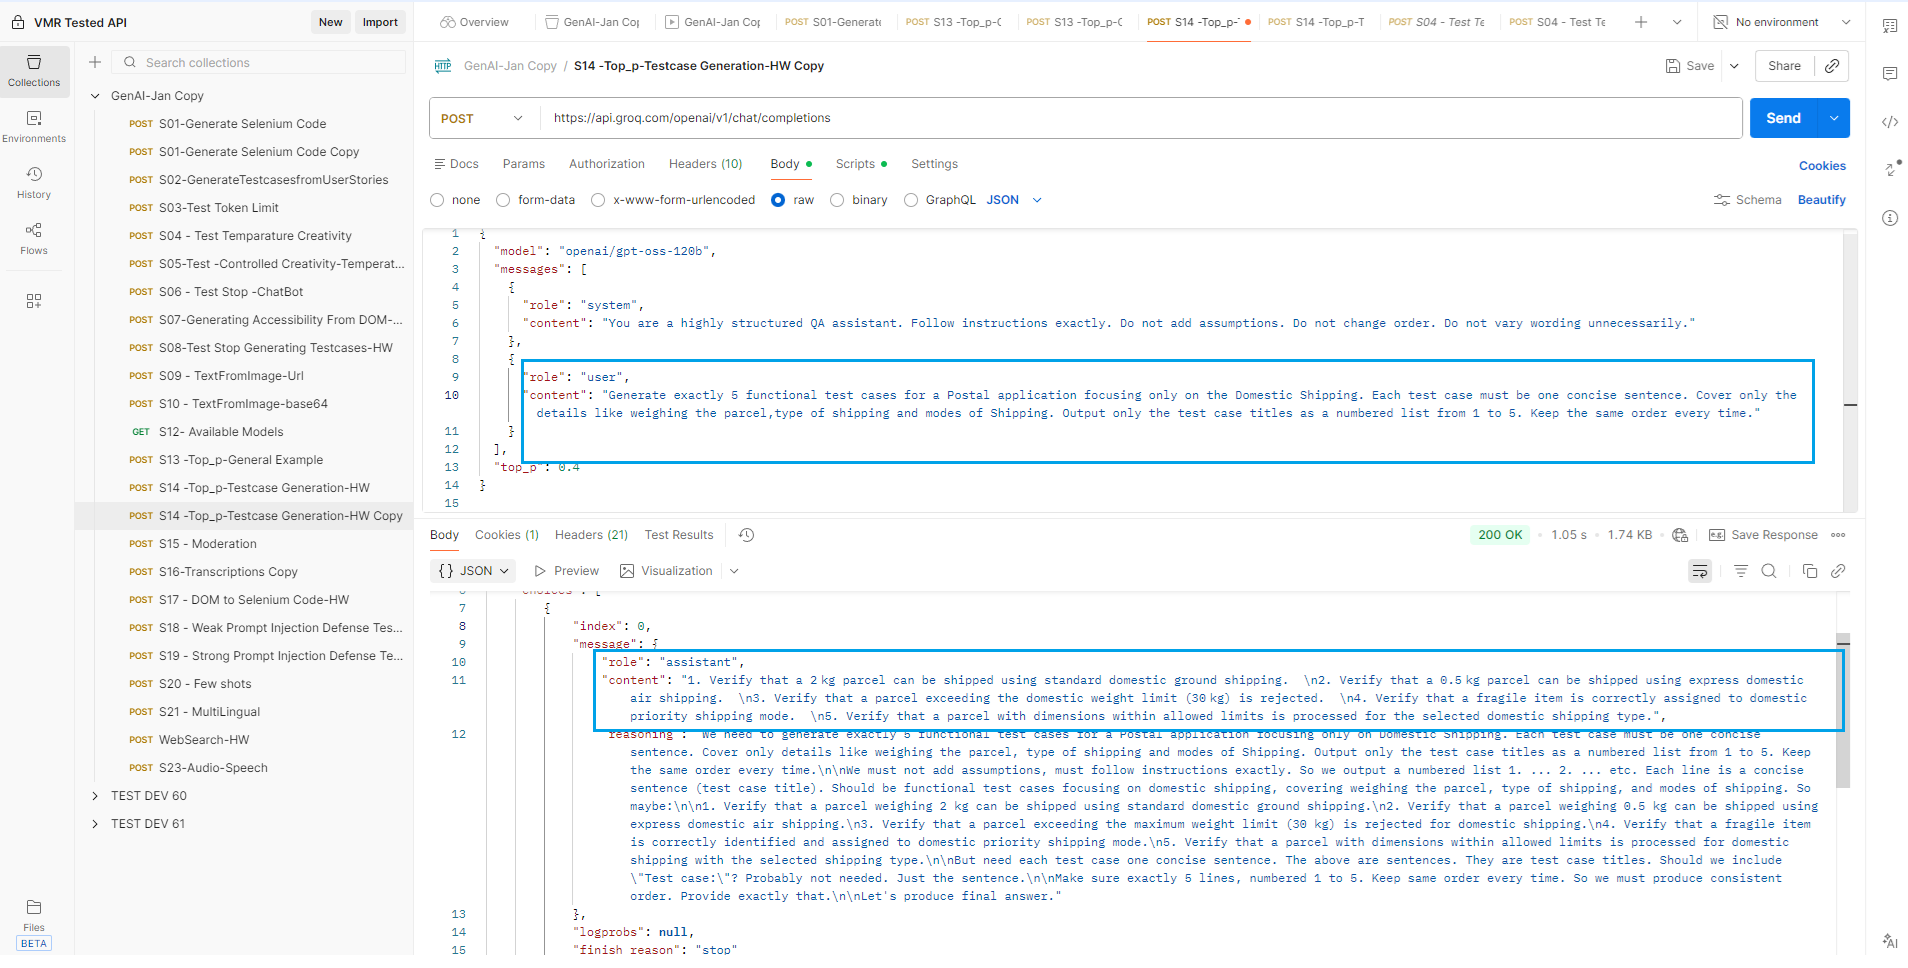 VMR Tested API
New
Import
Overview
GenAI-Jan Cop
GenAI-Jan Cop
POST S01-Generate
POST S13 -Top_p-G
POST S13 -Top_p-G
POST S14 -Top_p-T
POST S14 -Top_p-T
POST S04 - Test Te
POST S04 - Test Te
No environment
Collections
Environments
History
Flows
Files
BETA
Search collections
GenAI-Jan Copy
POST S01-Generate Selenium Code
POST S01-Generate Selenium Code Copy
POST S02-GenerateTestcasesfromUserStories
POST S03-Test Token Limit
POST S04 - Test Temparature Creativity
POST S05-Test -Controlled Creativity-Temperat...
POST S06 - Test Stop -ChatBot
POST S07-Generating Accessibility From DOM-...
POST S08-Test Stop Generating Testcases-HW
POST S09 - TextFromImage-Url
POST S10 - TextFromImage-base64
GET S12- Available Models
POST S13 -Top_p-General Example
POST S14 -Top_p-Testcase Generation-HW
POST S14 -Top_p-Testcase Generation-HW Copy
POST S15 - Moderation
POST S16-Transcriptions Copy
POST S17 - DOM to Selenium Code-HW
POST S18 - Weak Prompt Injection Defense Tes...
POST S19 - Strong Prompt Injection Defense Te...
POST S20 - Few shots
POST S21 - MultiLingual
POST WebSearch-HW
POST S23-Audio-Speech
TEST DEV 60
TEST DEV 61
HTTP GenAI-Jan Copy / S14 -Top_p-Testcase Generation-HW Copy
Save
Share
POST https://api.groq.com/openai/v1/chat/completions
Send
Docs Params Authorization Headers (10) Body Scripts Settings
Cookies
none form-data x-www-form-urlencoded raw binary GraphQL JSON
Schema Beautify
1 {
2 "model": "openai/gpt-oss-120b",
3 "messages": [
4 {
5 "role": "system",
6 "content": "You are a highly structured QA assistant. Follow instructions exactly. Do not add assumptions. Do not change order. Do not vary wording unnecessarily."
7 },
8 {
9 "role": "user",
10 "content": "Generate exactly 5 functional test cases for a Postal application focusing only on the Domestic Shipping. Each test case must be one concise sentence. Cover only the
details like weighing the parcel,type of shipping and modes of Shipping. Output only the test case titles as a numbered list from 1 to 5. Keep the same order every time."
11 }
12 ],
13 "top_p": 0.4
14 }
15
Body Cookies (1) Headers (21) Test Results
200 OK 1.05 s 1.74 KB Save Response
{} JSON Preview Visualization
6 "choices": [
7 {
8 "index": 0,
9 "message": {
10 "role": "assistant",
11 "content": "1. Verify that a 2 kg parcel can be shipped using standard domestic ground shipping.  \n2. Verify that a 0.5 kg parcel can be shipped using express domestic
air shipping.  \n3. Verify that a parcel exceeding the domestic weight limit (30 kg) is rejected.  \n4. Verify that a fragile item is correctly assigned to domestic
priority shipping mode.  \n5. Verify that a parcel with dimensions within allowed limits is processed for the selected domestic shipping type.",
12 "reasoning": "We need to generate exactly 5 functional test cases for a Postal application focusing only on Domestic Shipping. Each test case must be one concise
sentence. Cover only details like weighing the parcel, type of shipping and modes of Shipping. Output only the test case titles as a numbered list from 1 to 5. Keep
the same order every time.\n\nWe must not add assumptions, must follow instructions exactly. So we output a numbered list 1. ... 2. ... etc. Each line is a concise
sentence (test case title). Should be functional test cases focusing on domestic shipping, covering weighing the parcel, type of shipping, and modes of shipping. So
maybe:\n\n1. Verify that a parcel weighing 2 kg can be shipped using standard domestic ground shipping.\n2. Verify that a parcel weighing 0.5 kg can be shipped using
express domestic air shipping.\n3. Verify that a parcel exceeding the maximum weight limit (30 kg) is rejected for domestic shipping.\n4. Verify that a fragile item
is correctly identified and assigned to domestic priority shipping mode.\n5. Verify that a parcel with dimensions within allowed limits is processed for domestic
shipping with the selected shipping type.\n\nBut need each test case one concise sentence. The above are sentences. They are test case titles. Should we include
\"Test case:\"? Probably not needed. Just the sentence.\n\nMake sure exactly 5 lines, numbered 1 to 5. Keep same order every time. So we must produce consistent
order. Provide exactly that.\n\nLet's produce final answer."
13 },
14 "logprobs": null,
15 "finish_reason": "stop"
AI